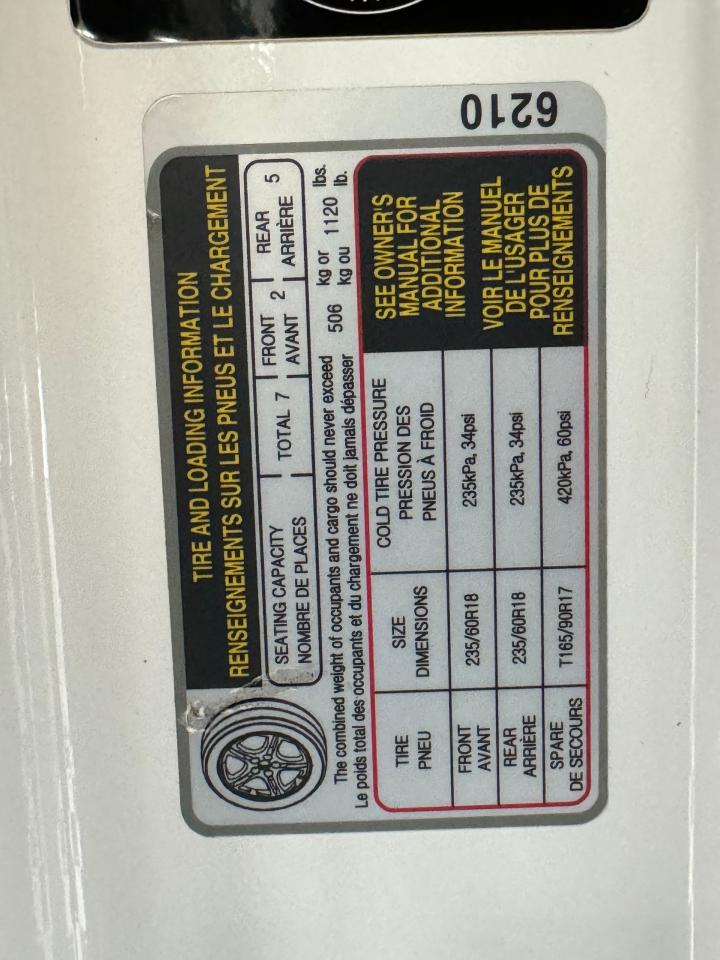 6210
TIRE AND LOADING INFORMATION
RENSEIGNEMENTS SUR LES PNEUS ET LE CHARGEMENT
SEATING CAPACITY
NOMBRE DE PLACES
TOTAL 7
FRONT
AVANT
2
REAR
ARRIÈRE
5
The combined weight of occupants and cargo should never exceed 506 kg or 1120 lbs.
Le poids total des occupants et du chargement ne doit jamais dépasser kg ou lb.
TIRE
PNEU
SIZE
DIMENSIONS
COLD TIRE PRESSURE
PRESSION DES
PNEUS À FROID
FRONT
AVANT
235/60R18
235kPa, 34psi
REAR
ARRIÈRE
235/60R18
235kPa, 34psi
SPARE
DE SECOURS
T165/90R17
420kPa, 60psi
SEE OWNER'S
MANUAL FOR
ADDITIONAL
INFORMATION
VOIR LE MANUEL
DE L'USAGER
POUR PLUS DE
RENSEIGNEMENTS